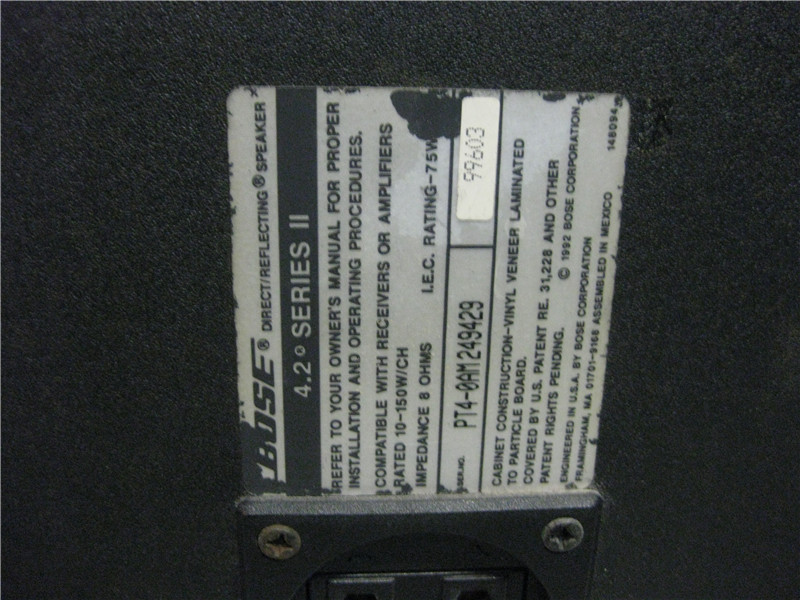 BOSE® DIRECT/REFLECTING® SPEAKER
4.2® SERIES II
REFER TO YOUR OWNER'S MANUAL FOR PROPER
INSTALLATION AND OPERATING PROCEDURES.
COMPATIBLE WITH RECEIVERS OR AMPLIFIERS
RATED 10-150W/CH
IMPEDANCE 8 OHMS I.E.C. RATING-75W
SER.NO. PT4-0AM249429 99603
CABINET CONSTRUCTION-VINYL VENEER LAMINATED
TO PARTICLE BOARD.
COVERED BY U.S. PATENT RE. 31,228 AND OTHER
PATENT RIGHTS PENDING. © 1992 BOSE CORPORATION
ENGINEERED IN U.S.A. BY BOSE CORPORATION
FRAMINGHAM, MA 01701-9168 ASSEMBLED IN MEXICO 148094